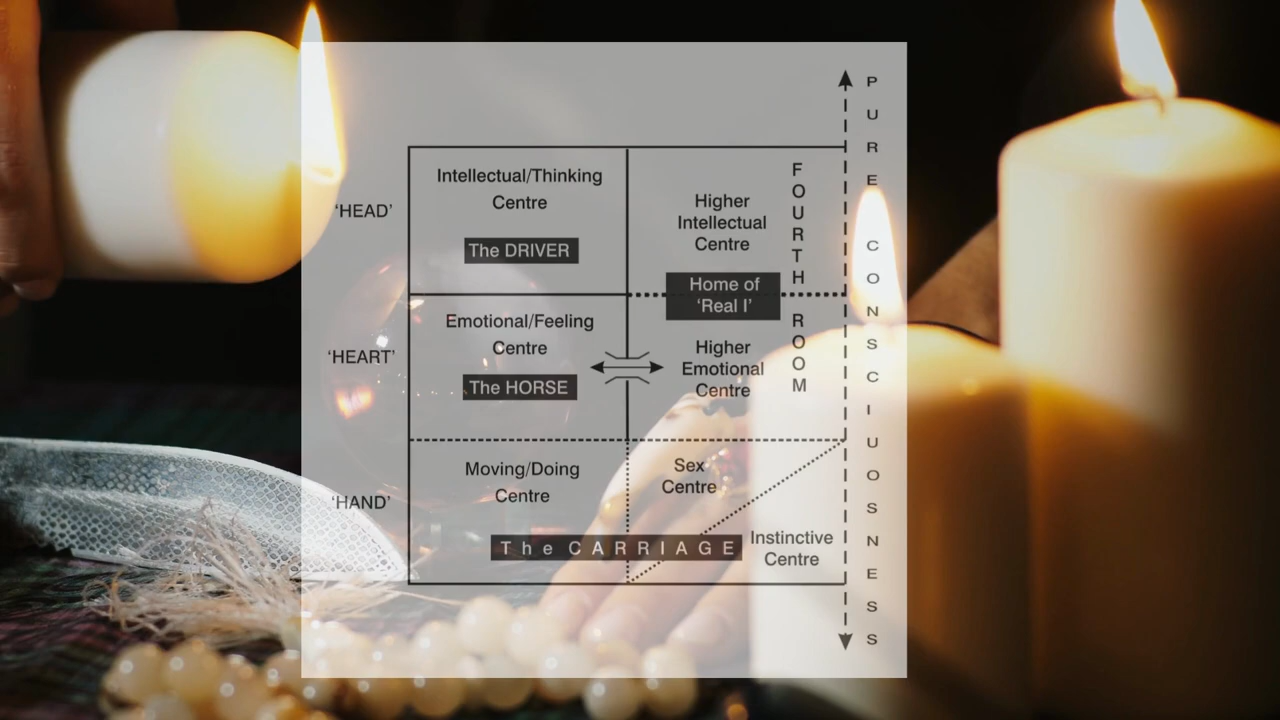 'HEAD'
Intellectual/Thinking
Centre
The DRIVER
Higher
Intellectual
Centre
Home of
'Real I'
'HEART'
Emotional/Feeling
Centre
The HORSE
Higher
Emotional
Centre
FOURTH ROOM
'HAND'
Moving/Doing
Centre
Sex
Centre
The CARRIAGE
Instinctive
Centre
PURE CONSCIUOSNESS